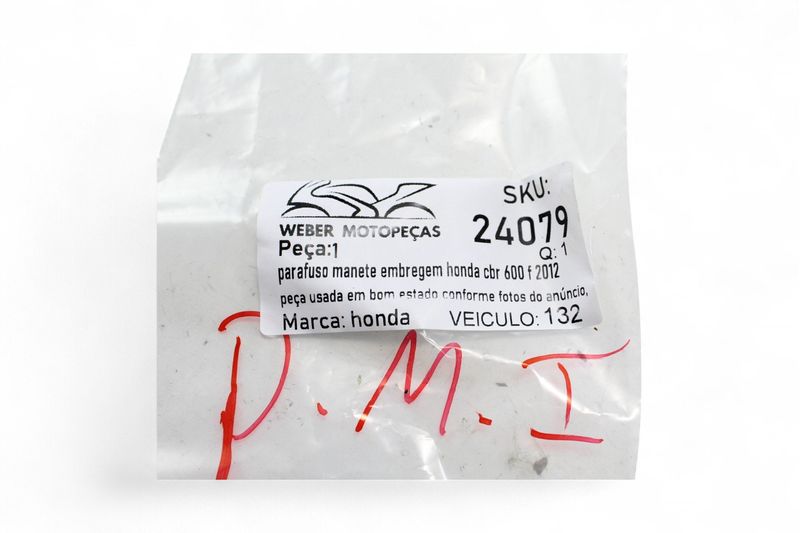 SKU:
24079
WEBER MOTOPEÇAS
Peça:1
Q: 1
parafuso manete embregem honda cbr 600 f 2012
peça usada em bom estado conforme fotos do anúncio.
Marca: honda VEICULO: 132
P.M.I